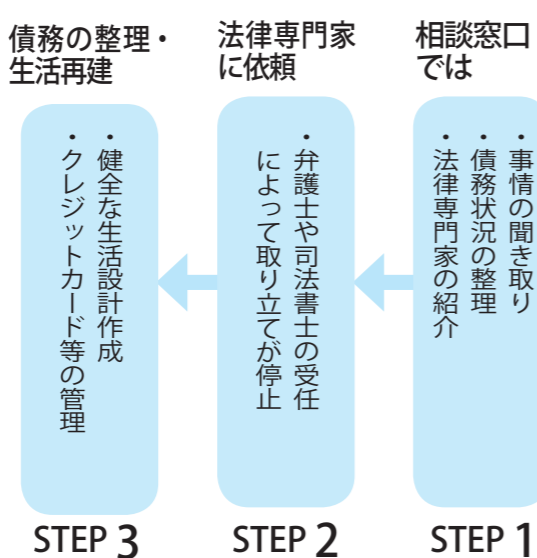 相談窓口
では
・事情の聞き取り
・債務状況の整理
・法律専門家の紹介
STEP 1
法律専門家
に依頼
・弁護士や司法書士の受任
によって取り立てが停止
STEP 2
債務の整理・
生活再建
・健全な生活設計作成
・クレジットカード等の管理
STEP 3